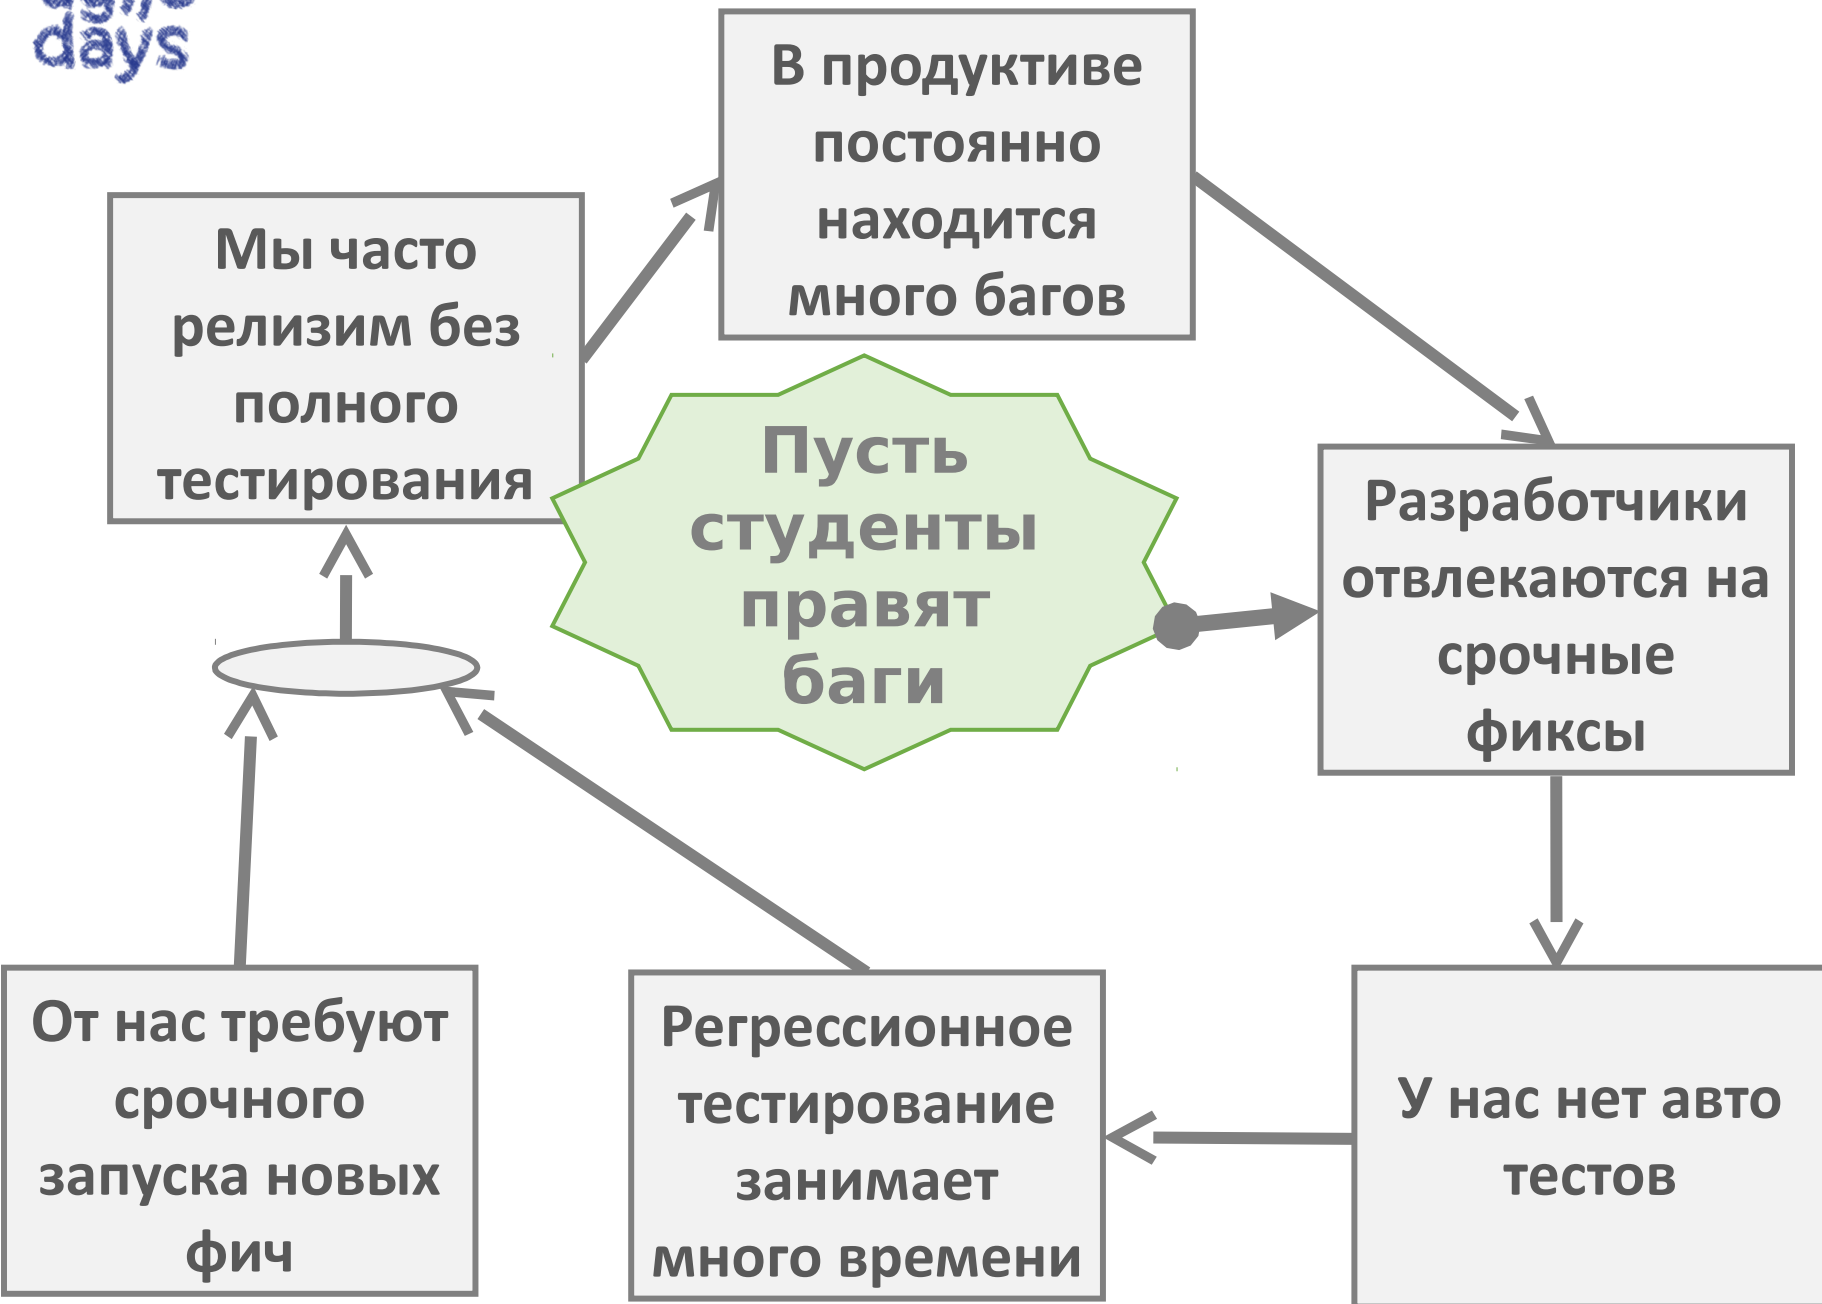 days
В продуктиве
постоянно
находится
много багов
Мы часто
релизим без
полного
тестирования
Пусть
студенты
правят
баги
Разработчики
отвлекаются на
срочные
фиксы
От нас требуют
срочного
запуска новых
фич
Регрессионное
тестирование
занимает
много времени
У нас нет авто
тестов